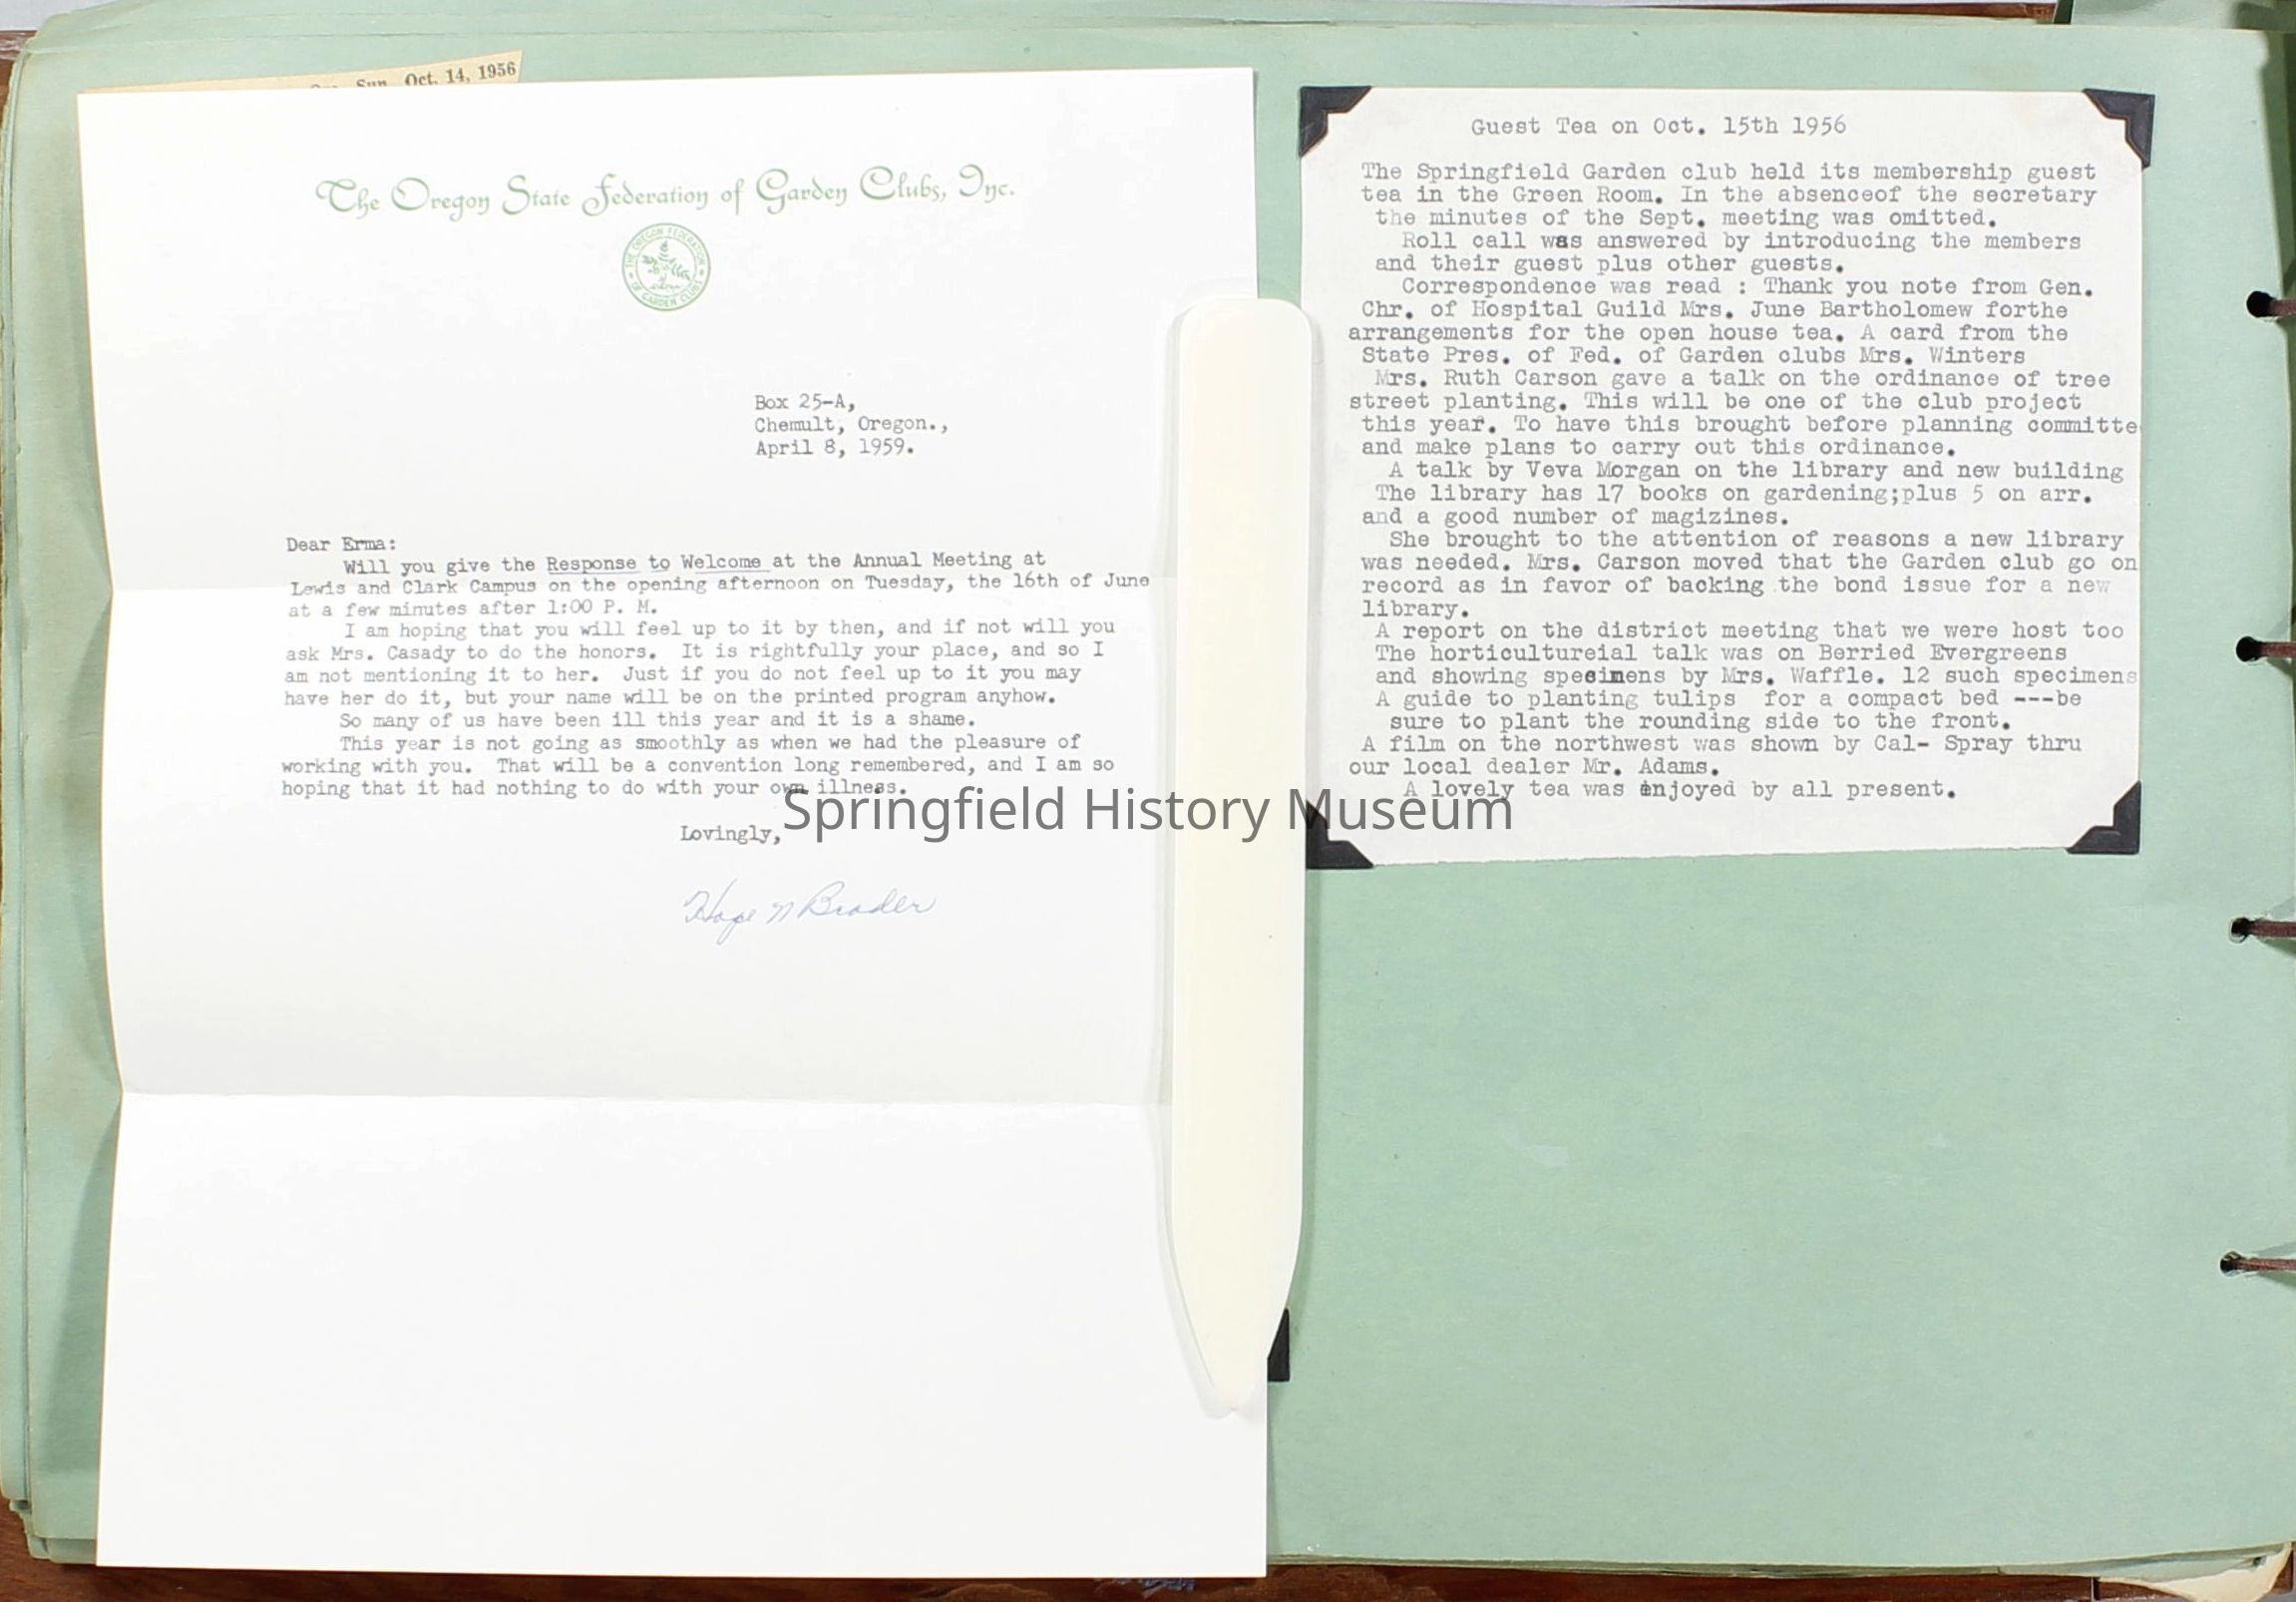 Sun. Oct. 14, 1956
The Oregon State Federation of Garden Clubs, Inc.
THE OREGON FEDERATION OF GARDEN CLUBS
Box 25-A,
Chemult, Oregon.,
April 8, 1959.
Dear Erma:
Will you give the Response to Welcome at the Annual Meeting at
Lewis and Clark Campus on the opening afternoon on Tuesday, the 16th of June
at a few minutes after 1:00 P. M.
I am hoping that you will feel up to it by then, and if not will you
ask Mrs. Casady to do the honors. It is rightfully your place, and so I
am not mentioning it to her. Just if you do not feel up to it you may
have her do it, but your name will be on the printed program anyhow.
So many of us have been ill this year and it is a shame.
This year is not going as smoothly as when we had the pleasure of
working with you. That will be a convention long remembered, and I am so
hoping that it had nothing to do with your own illness.
Lovingly,
Hope N Brader
Guest Tea on Oct. 15th 1956
The Springfield Garden club held its membership guest
tea in the Green Room. In the absenceof the secretary
the minutes of the Sept. meeting was omitted.
Roll call was answered by introducing the members
and their guest plus other guests.
Correspondence was read : Thank you note from Gen.
Chr. of Hospital Guild Mrs. June Bartholomew forthe
arrangements for the open house tea. A card from the
State Pres. of Fed. of Garden clubs Mrs. Winters
Mrs. Ruth Carson gave a talk on the ordinance of tree
street planting. This will be one of the club project
this year. To have this brought before planning committe
and make plans to carry out this ordinance.
A talk by Veva Morgan on the library and new building
The library has 17 books on gardening;plus 5 on arr.
and a good number of magizines.
She brought to the attention of reasons a new library
was needed. Mrs. Carson moved that the Garden club go on
record as in favor of backing the bond issue for a new
library.
A report on the district meeting that we were host too
The horticultureial talk was on Berried Evergreens
and showing specimens by Mrs. Waffle. 12 such specimens
A guide to planting tulips for a compact bed ---be
sure to plant the rounding side to the front.
A film on the northwest was shown by Cal- Spray thru
our local dealer Mr. Adams.
A lovely tea was enjoyed by all present.
Springfield History Museum